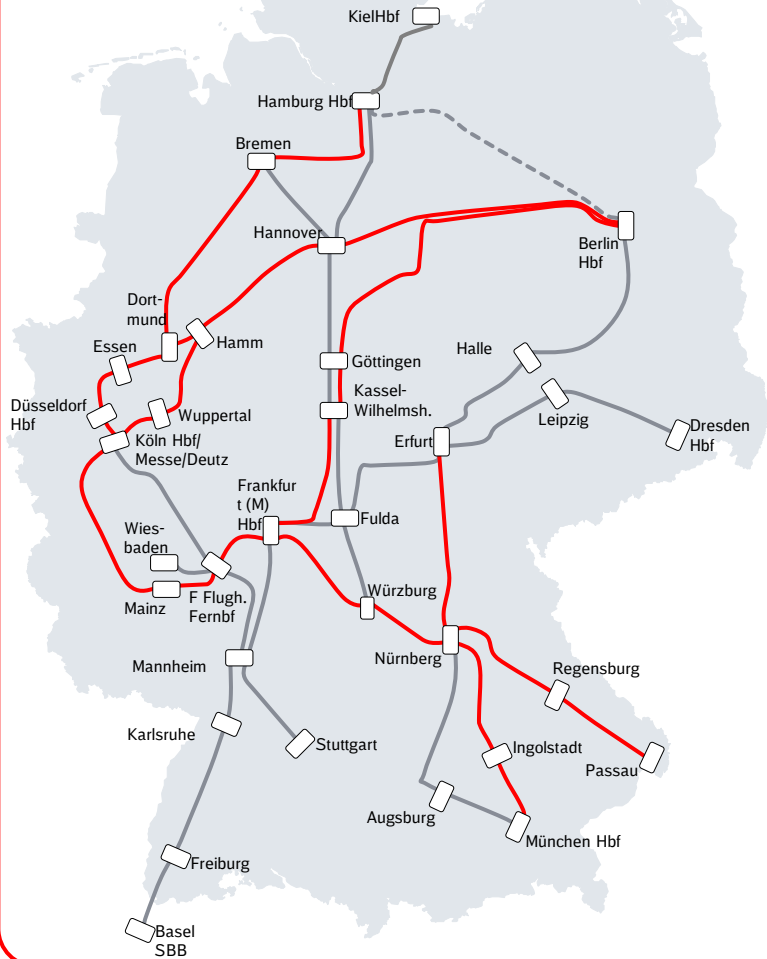 KielHbf
Hamburg Hbf
Bremen
Hannover
Berlin
Hbf
Dort-
mund
Hamm
Essen
Göttingen
Halle
Kassel-
Wilhelmsh.
Leipzig
Düsseldorf
Hbf
Wuppertal
Köln Hbf/
Messe/Deutz
Erfurt
Dresden
Hbf
Frankfur
t (M)
Hbf
Fulda
Wies-
baden
Mainz
F Flugh.
Fernbf
Würzburg
Nürnberg
Mannheim
Regensburg
Karlsruhe
Stuttgart
Ingolstadt
Passau
Augsburg
München Hbf
Freiburg
Basel
SBB